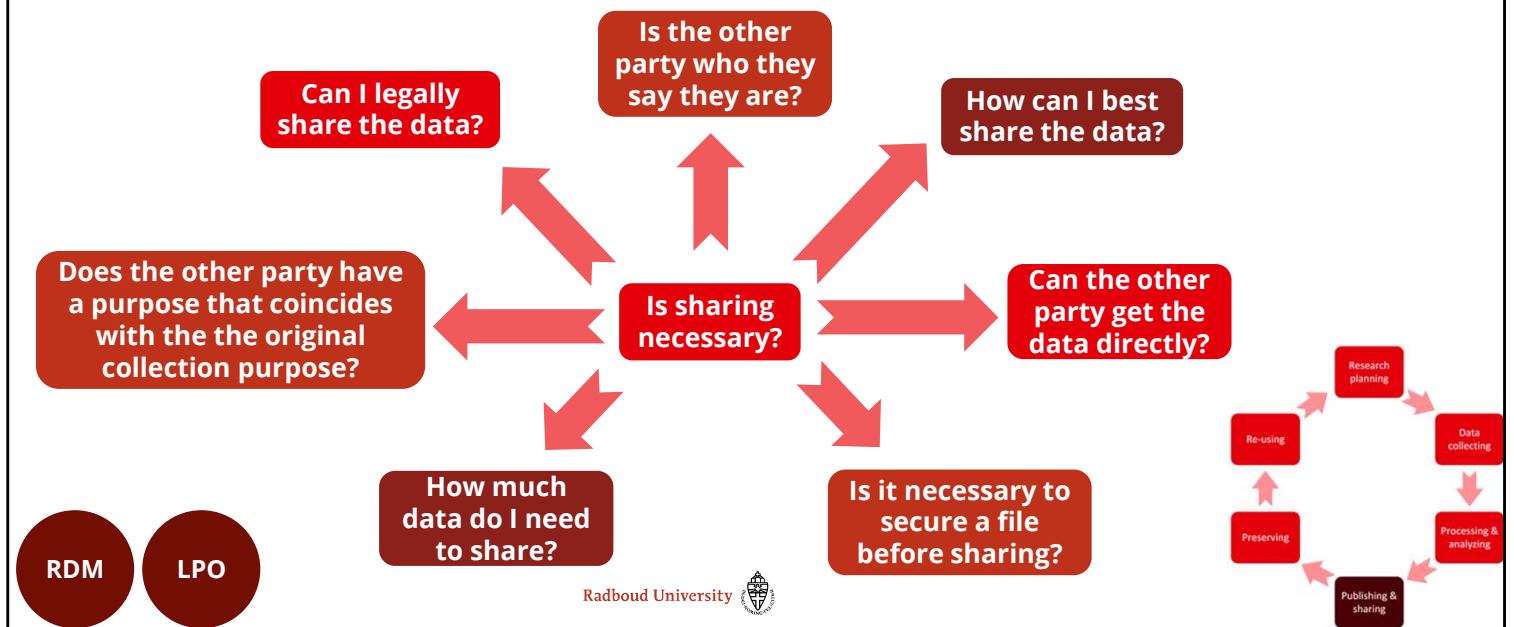 Is the other
party who they
say they are?
Can I legally
share the data?
How can I best
share the data?
Does the other party have
a purpose that coincides
with the the original
collection purpose?
Is sharing
necessary?
Can the other
party get the
data directly?
How much
data do I need
to share?
Is it necessary to
secure a file
before sharing?
Research
planning
Re-using
Data
collecting
Preserving
Processing &
analyzing
Publishing &
sharing
RDM
LPO
Radboud University